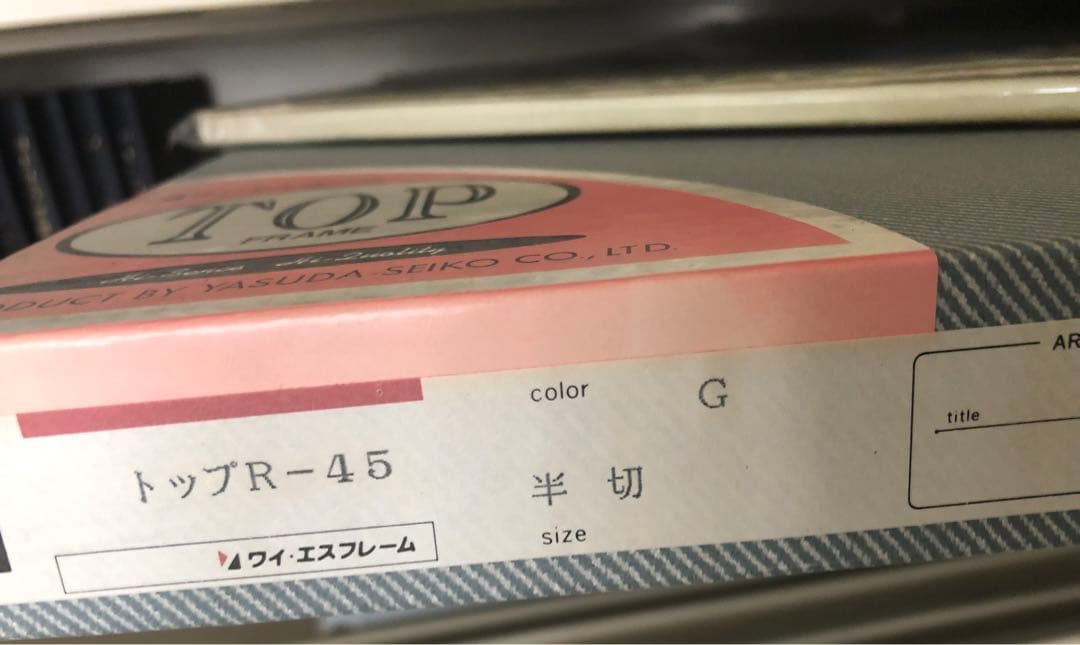 TOP
FRAME
Hi-Sence Hi-Quality
PRODUCT BY YASUDA-SEIKO CO., LTD.
color G
トップR-45
半切
size
ワイ・エスフレーム
AR
title